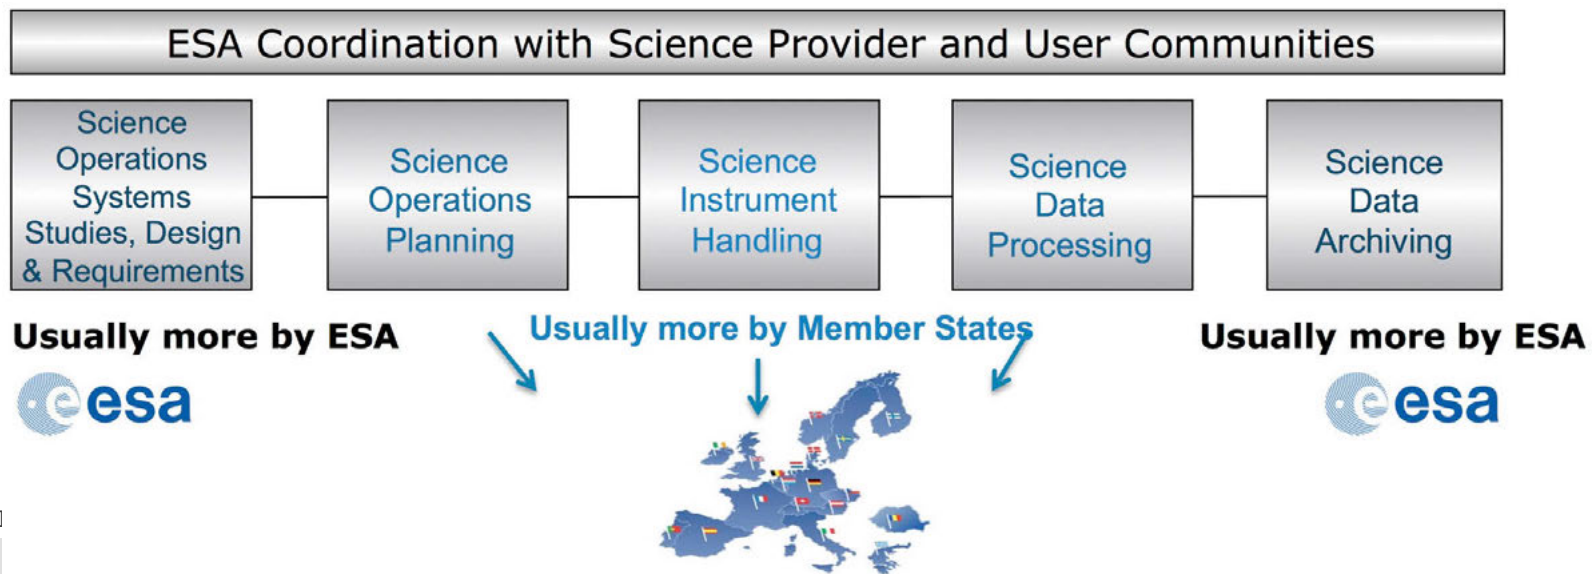 ESA Coordination with Science Provider and User Communities
Science
Operations
Systems
Studies, Design
& Requirements
Science
Operations
Planning
Science
Instrument
Handling
Science
Data
Processing
Science
Data
Archiving
Usually more by ESA
Usually more by Member States
Usually more by ESA
esa
esa